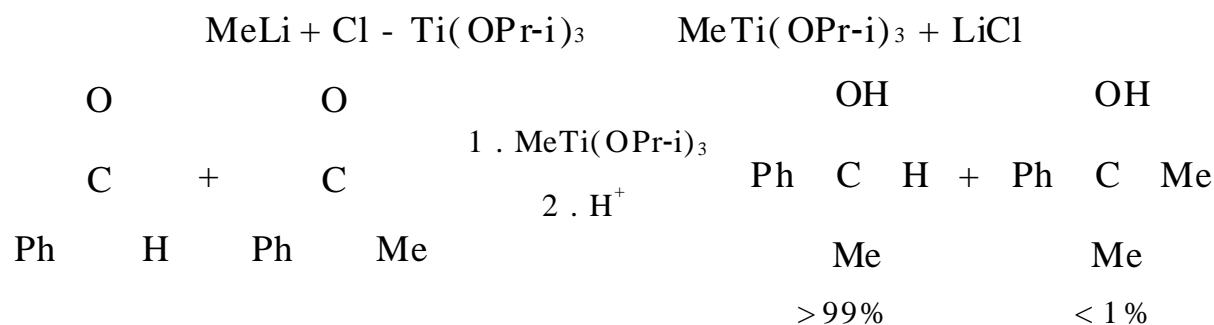 MeLi + Cl - Ti(OPr-i)₃ MeTi(OPr-i)₃ + LiCl
O O OH OH
1 . MeTi(OPr-i)₃
C + C Ph C H + Ph C Me
2 . H⁺
Ph H Ph Me Me Me
>99% <1%